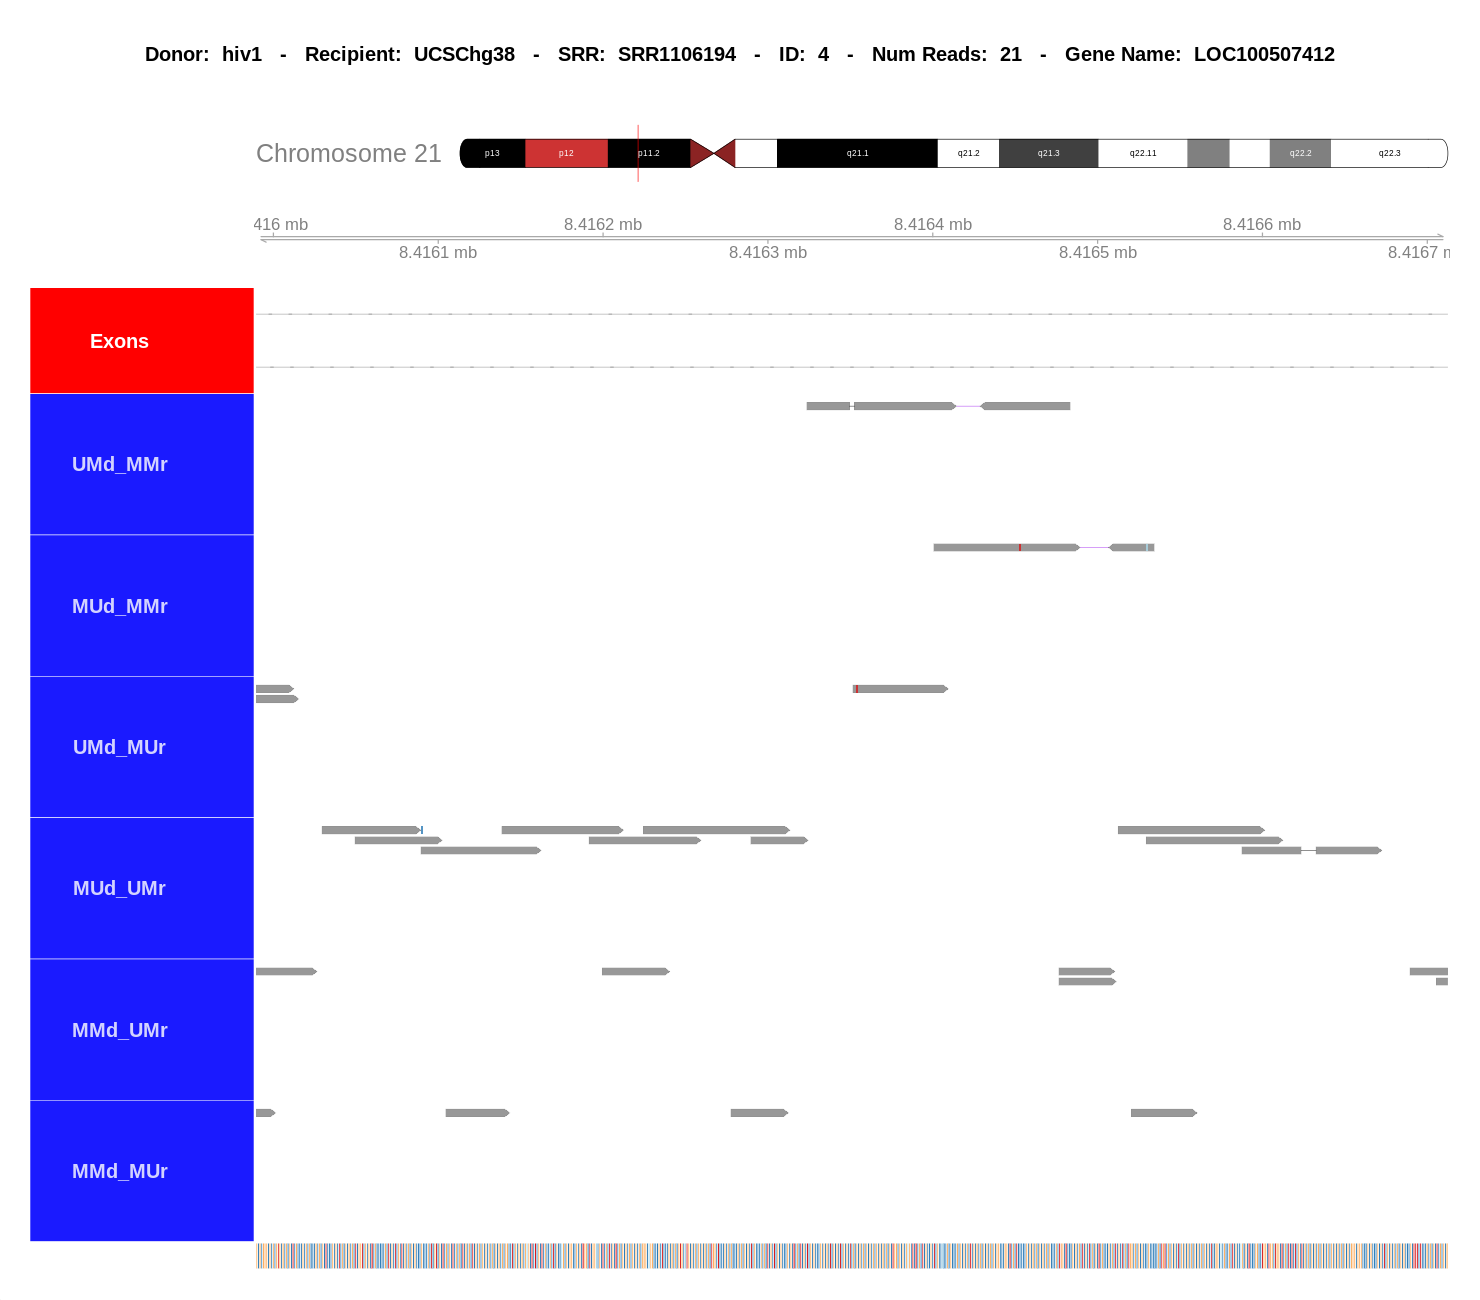 Donor: hiv1 - Recipient: UCSChg38 - SRR: SRR1106194 - ID: 4 - Num Reads: 21 - Gene Name: LOC100507412
Chromosome 21 p13 p12 p11.2 q21.1 q21.2 q21.3 q22.11 q22.2 q22.3
416 mb 8.4162 mb 8.4164 mb 8.4166 mb
8.4161 mb 8.4163 mb 8.4165 mb 8.4167 m
Exons
UMd_MMr
MUd_MMr
UMd_MUr
MUd_UMr
MMd_UMr
MMd_MUr